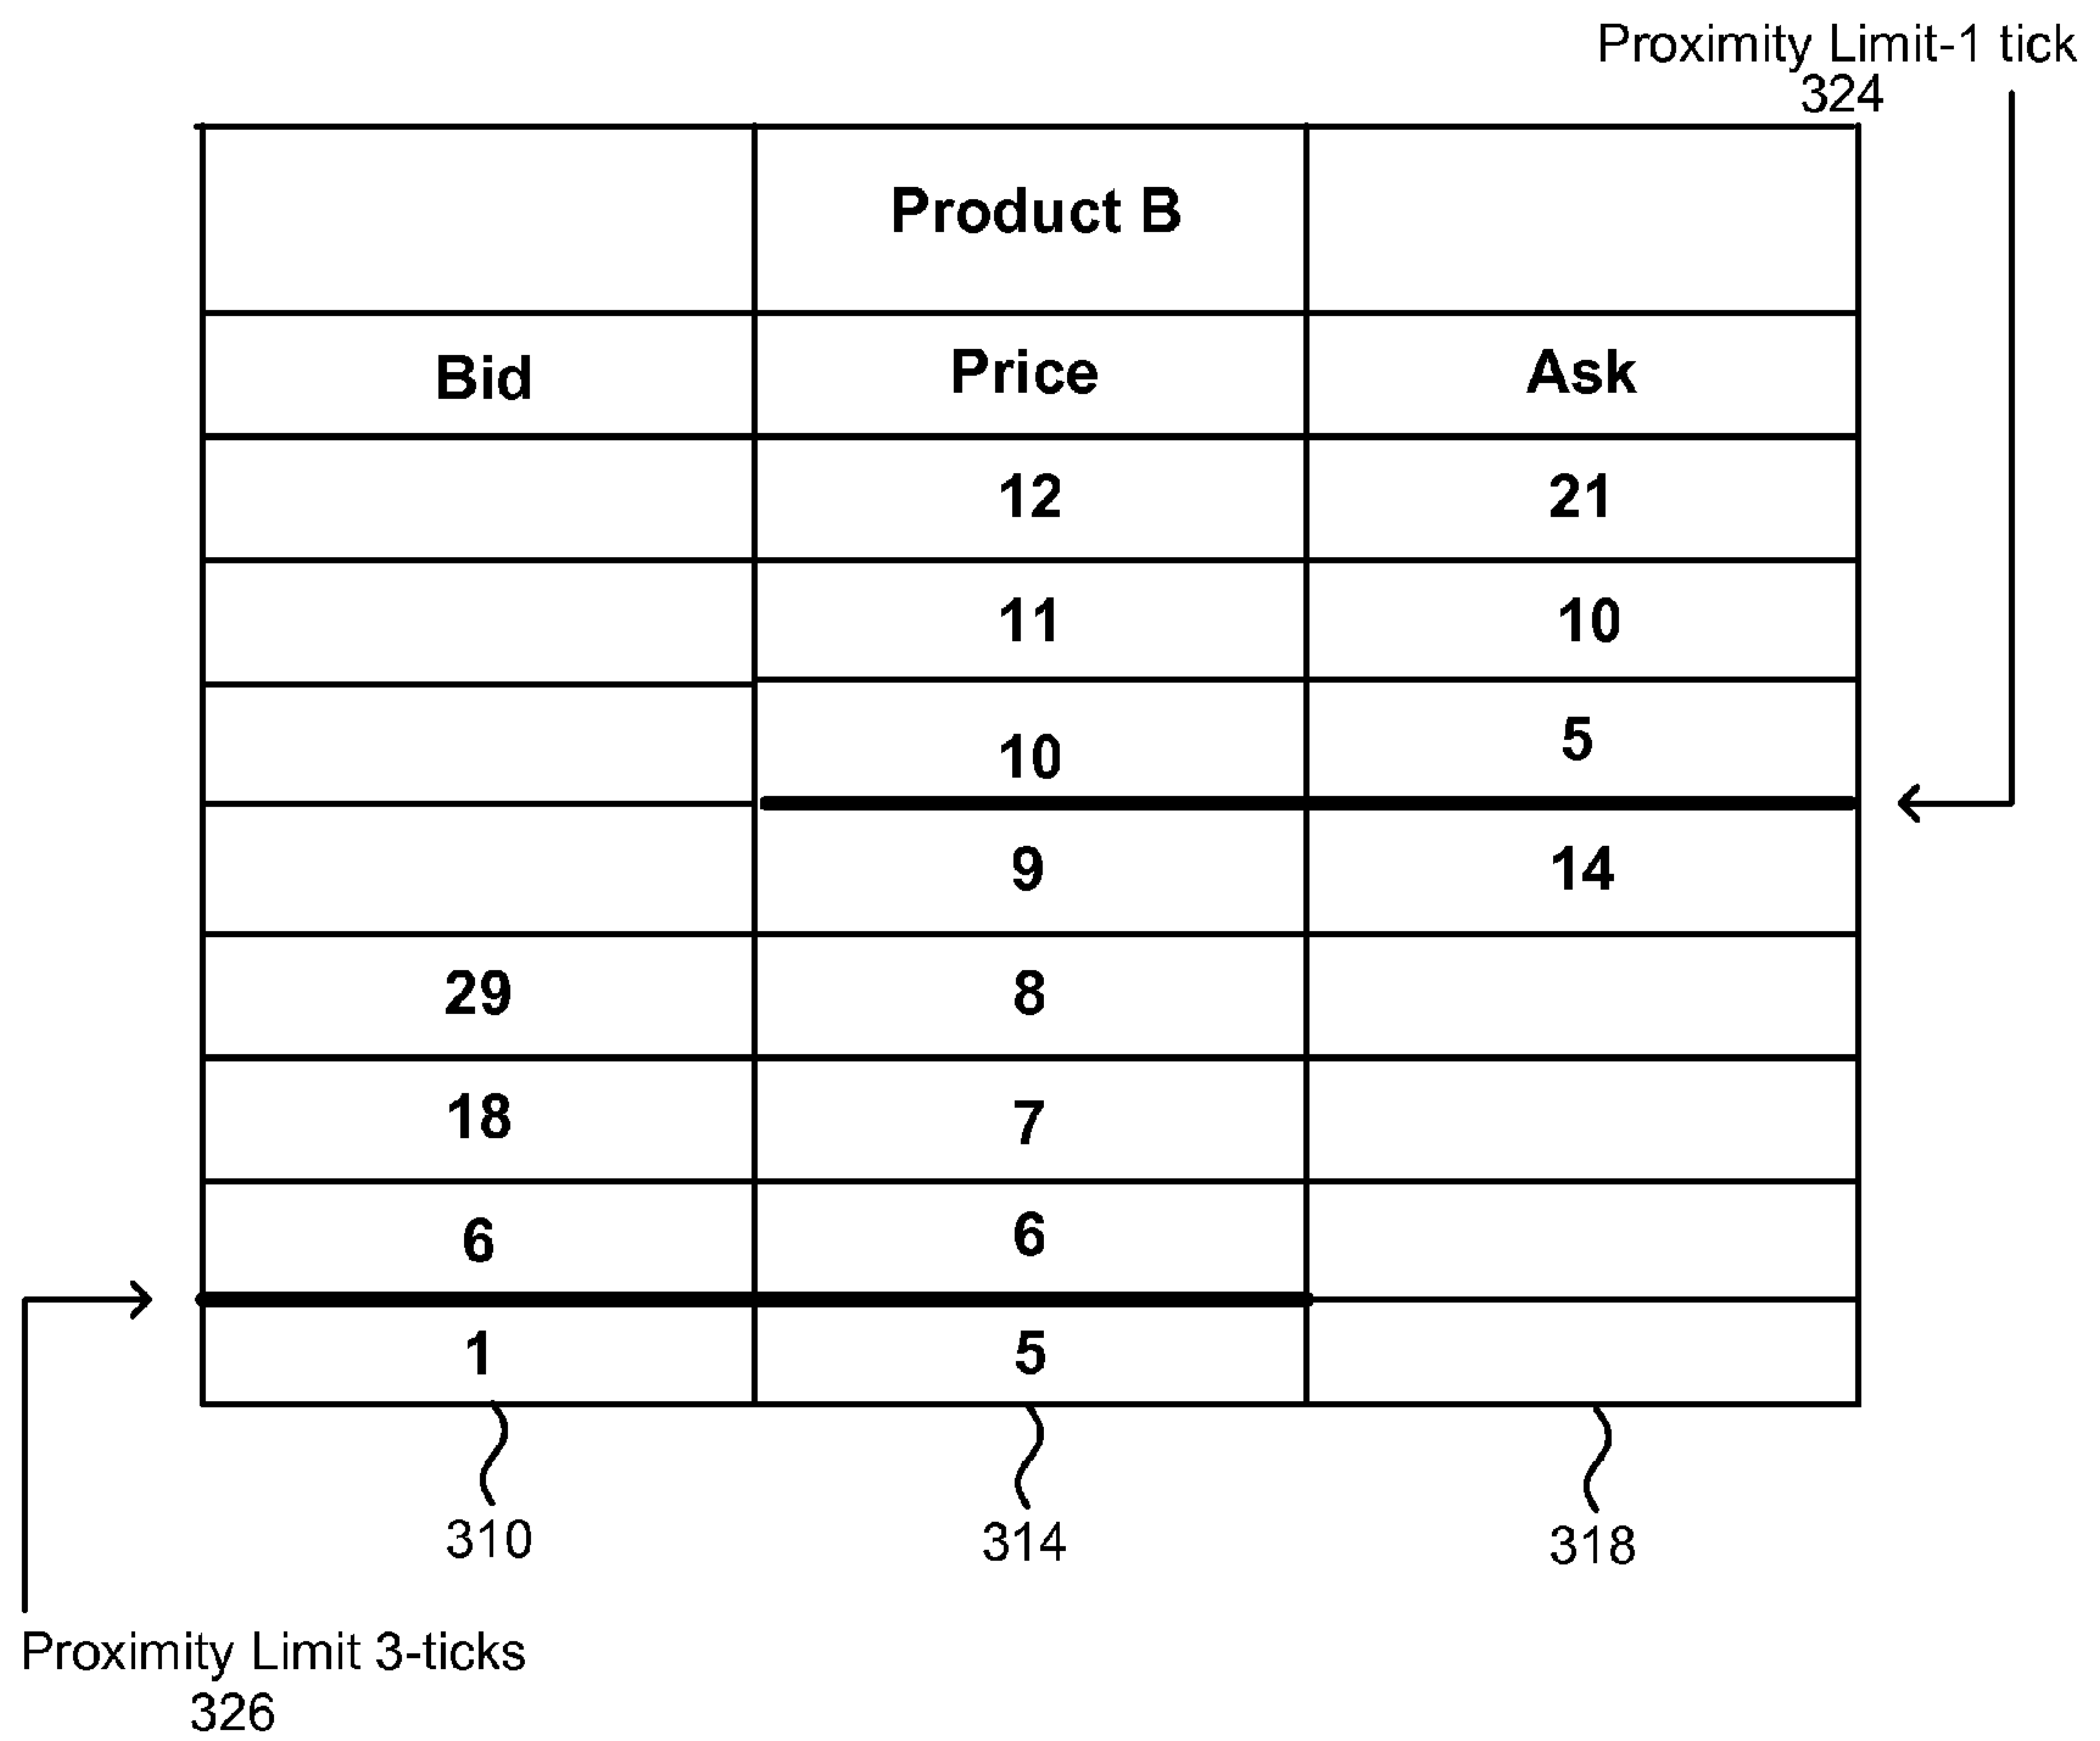 Proximity Limit-1 tick
324
Product B
Bid Price Ask
12 21
11 10
10 5
9 14
29 8
18 7
6 6
1 5
310 314 318
Proximity Limit 3-ticks
326